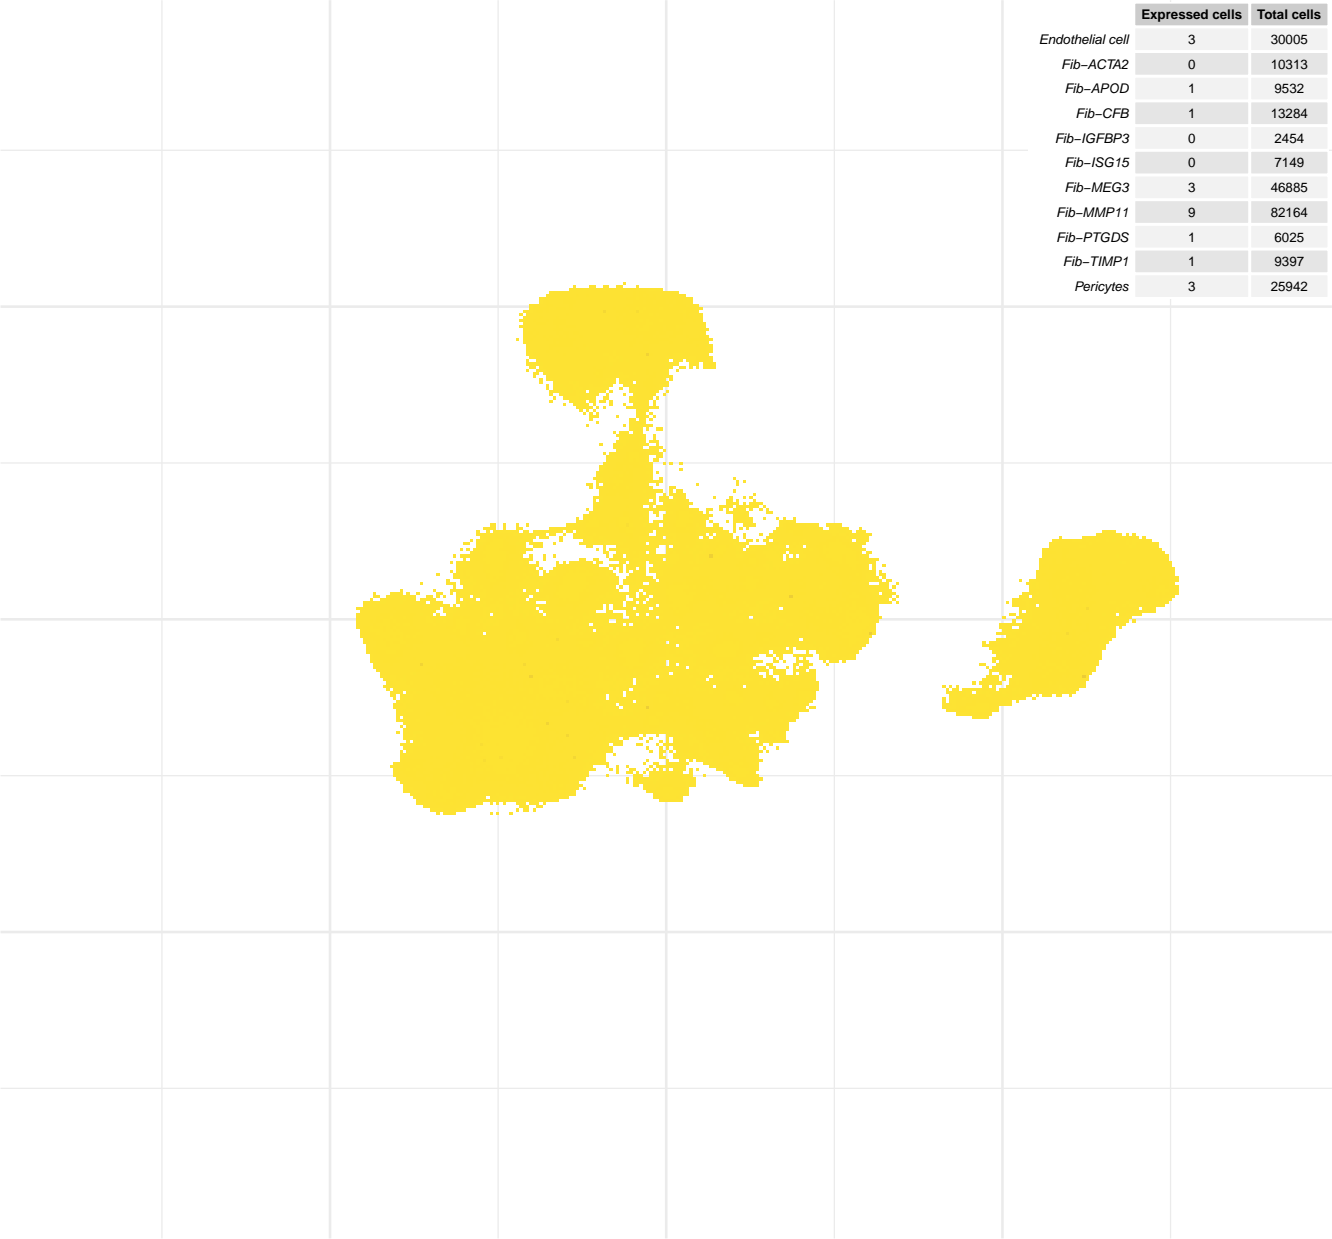 Expressed cells Total cells
Endothelial cell 3 30005
Fib−ACTA2 0 10313
Fib−APOD 1 9532
Fib−CFB 1 13284
Fib−IGFBP3 0 2454
Fib−ISG15 0 7149
Fib−MEG3 3 46885
Fib−MMP11 9 82164
Fib−PTGDS 1 6025
Fib−TIMP1 1 9397
Pericytes 3 25942